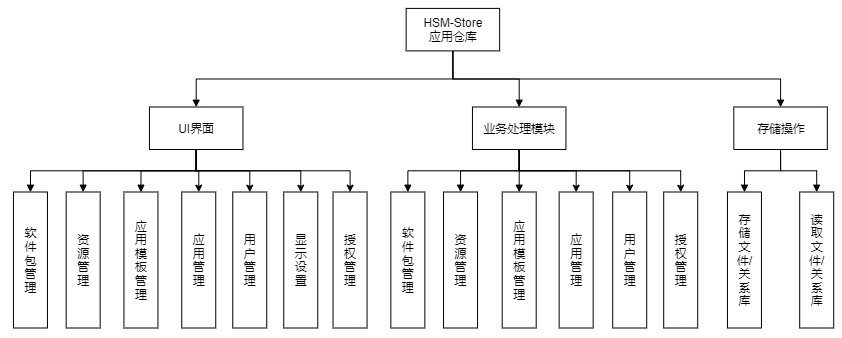 HSM-Store
应用仓库
UI界面
业务处理模块
存储操作
软件包管理
资源管理
应用模板管理
应用管理
用户管理
显示设置
授权管理
软件包管理
资源管理
应用模板管理
应用管理
用户管理
授权管理
存储文件/关系库
读取文件/关系库